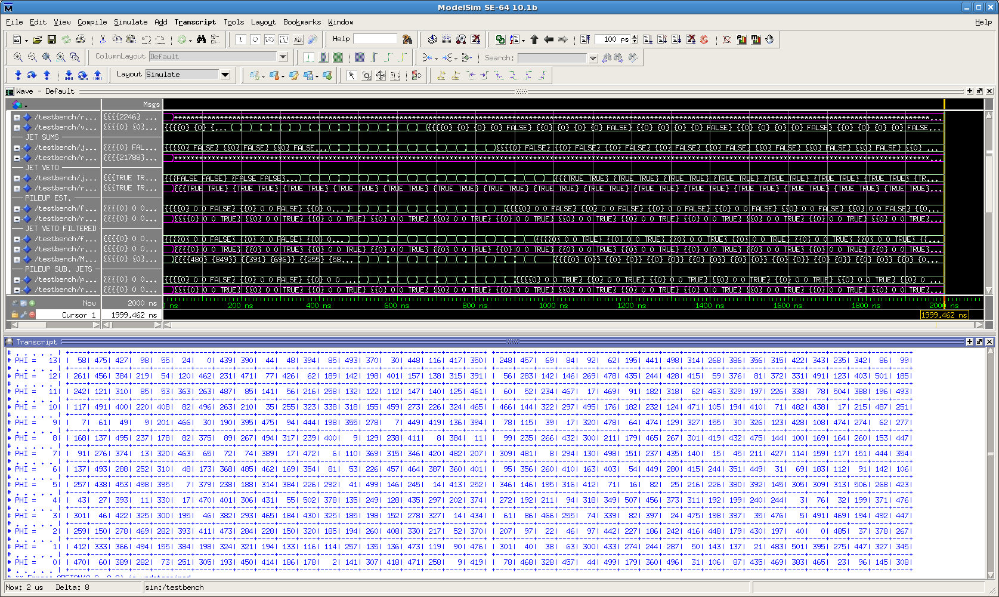 ModelSim SE-64 10.1b
File Edit View Compile Simulate Add Transcript Tools Layout Bookmarks Window Help
Help 100 ps
ColumnLayout Default Search:
Layout Simulate
Wave - Default
Msgs
/testbench/r... {{{{2246} ...
/testbench/v... {{{{0} {0}... {{{{0} {0} {... {{{{0} {0} {0} {0} FALSE} {{0} {0} {0} {0} FALSE} {{0} {0} {0} {0} FALSE} {{0} {0} {0} {0} FALSE} {{0} {0} {0} {0} FALSE...
JET SUMS
/testbench/j... {{{{0} FAL... {{{{0} FALSE} {{0} FALSE} {{0} FALSE... {{{{0} FALSE} {{0} FALSE} {{0} FALSE} {{0} FALSE} {{0} FALSE} {{0} FALSE} {{0} FALSE} {{0} FALSE} {{0} ...
/testbench/r... {{{{21788}...
JET VETO
/testbench/j... {{{TRUE TR... {{{FALSE FALSE} {FALSE FALSE}... {{{TRUE TRUE} {TRUE TRUE} {TRUE TRUE} {TRUE TRUE} {TRUE TRUE} {TRUE TRUE} {TRUE TRUE} {TR...
/testbench/r... {{{TRUE TR... {{{TRUE TRUE} {TRUE TRUE} {TRUE TRUE} {TRUE TRUE} {TRUE TRUE} {TRUE TRUE} {TRUE TRUE} {TRUE TRUE} {TRUE TRUE} {TRUE TRUE} {TRUE TRUE} {TRUE TRUE} {TRUE TRUE} {TRUE TRUE} {TRUE TRUE}...
PILEUP EST.
/testbench/f... {{{{0} 0 0... {{{{0} 0 0 FALSE} {{0} 0 0 FALSE} {{0} 0... {{{{0} 0 0 FALSE} {{0} 0 0 FALSE} {{0} 0 0 FALSE} {{0} 0 0 FALSE} {{0} 0 0 FALSE} {{0} 0 0 FALSE} {{0...
/testbench/r... {{{{0} 0 0... {{{{0} 0 0 TRUE} {{0} 0 0 TRUE} {{0} 0 0 TRUE} {{0} 0 0 TRUE} {{0} 0 0 TRUE} {{0} 0 0 TRUE} {{0} 0 0 TRUE} {{0} 0 0 TRUE} {{0} 0 0 TRUE} {{0} 0 0 TRUE} {{0} 0 0 TRUE}...
JET VETO FILTERED
/testbench/f... {{{{0} 0 0... {{{{0} 0 0 FALSE} {{0} 0 0 FALSE} {{0} 0... {{{{0} 0 0 TRUE} {{0} 0 0 TRUE} {{0} 0 0 TRUE} {{0} 0 0 TRUE} {{0} 0 0 TRUE} {{0} 0 0 TRUE} {{...
/testbench/r... {{{{0} 0 0... {{{{0} 0 0 TRUE} {{0} 0 0 TRUE} {{0} 0 0 TRUE} {{0} 0 0 TRUE} {{0} 0 0 TRUE} {{0} 0 0 TRUE} {{0} 0 0 TRUE} {{0} 0 0 TRUE} {{0} 0 0 TRUE} {{0} 0 0 TRUE} {{0} 0 0 TRUE}...
/testbench/M... {{{{0} {0}... {{{{480} {849}} {{391} {696}} {{255} {58... {{{{0} {0}} {{0} {0}} {{0} {0}} {{0} {0}} {{0} {0}} {{0} {0}} {{0} {0}} {{0} {0}} {{0} {0}} {{0} {0}} {{0} {0}} {{0...
PILEUP SUB. JETS
/testbench/p... {{{{0} 0 0... {{{{0} 0 0 FALSE} {{0} 0 0 FALSE} {{0} 0 0 ... {{{{0} 0 0 TRUE} {{0} 0 0 TRUE} {{0} 0 0 TRUE} {{0} 0 0 TRUE} {{0} 0 0 TRUE} {{0} 0 0 TRUE} {{0} 0 ...
/testbench/r... {{{{0} 0 0... {{{{0} 0 0 TRUE} {{0} 0 0 TRUE} {{0} 0 0 TRUE} {{0} 0 0 TRUE} {{0} 0 0 TRUE} {{0} 0 0 TRUE} {{0} 0 0 TRUE} {{0} 0 0 TRUE} {{0} 0 0 TRUE} {{0} 0 0 TRUE} {{0} 0 0 TRUE}...
Now 2000 ns ns 200 ns 400 ns 600 ns 800 ns 1000 ns 1200 ns 1400 ns 1600 ns 1800 ns 2000 ns
Cursor 1 1999.462 ns 1999.462 ns
Transcript
# PHI = 13| | 58| 475| 427| 98| 55| 24| 0| 439| 390| 44| 48| 394| 85| 493| 370| 30| 448| 116| 417| 350| | 248| 457| 69| 84| 92| 62| 195| 441| 498| 314| 268| 386| 356| 315| 422| 343| 235| 342| 86| 99|
# PHI = 12| | 261| 456| 384| 219| 54| 120| 462| 231| 471| 77| 426| 62| 189| 142| 198| 401| 157| 138| 315| 391| | 56| 283| 142| 146| 269| 478| 435| 244| 428| 415| 59| 376| 81| 372| 331| 491| 123| 403| 501| 185|
# PHI = 11| | 242| 121| 310| 85| 53| 363| 263| 487| 85| 141| 56| 216| 258| 132| 122| 112| 147| 140| 125| 461| | 60| 52| 234| 467| 17| 469| 91| 182| 318| 62| 463| 329| 197| 226| 338| 78| 504| 388| 196| 493|
# PHI = 10| | 117| 491| 400| 220| 408| 82| 496| 263| 210| 35| 255| 323| 338| 318| 155| 459| 273| 226| 324| 465| | 466| 144| 322| 297| 495| 176| 182| 232| 124| 471| 105| 194| 410| 71| 482| 438| 17| 215| 487| 251|
# PHI = 9| | 7| 61| 49| 9| 201| 466| 30| 190| 395| 475| 94| 444| 198| 355| 278| 7| 449| 419| 136| 394| | 78| 115| 39| 17| 320| 478| 64| 474| 129| 327| 155| 30| 326| 123| 428| 108| 474| 274| 62| 277|
# PHI = 8| | 168| 137| 495| 237| 178| 82| 375| 89| 267| 494| 317| 239| 400| 9| 129| 238| 411| 8| 384| 11| | 99| 235| 266| 432| 300| 211| 179| 465| 267| 301| 419| 432| 475| 144| 100| 169| 164| 260| 153| 447|
# PHI = 7| | 91| 276| 374| 13| 320| 463| 65| 72| 74| 389| 17| 472| 6| 110| 369| 315| 346| 420| 482| 207| | 309| 481| 8| 294| 130| 498| 151| 237| 435| 140| 15| 45| 211| 427| 114| 159| 117| 151| 444| 354|
# PHI = 6| | 137| 493| 288| 252| 310| 48| 173| 368| 485| 462| 169| 354| 81| 53| 226| 457| 464| 387| 360| 401| | 95| 356| 260| 410| 163| 403| 54| 449| 280| 415| 244| 351| 449| 31| 69| 183| 112| 91| 142| 106|
# PHI = 5| | 257| 438| 453| 498| 395| 7| 379| 238| 188| 314| 384| 226| 292| 41| 499| 146| 245| 14| 413| 252| | 346| 146| 195| 316| 412| 71| 16| 82| 25| 216| 226| 380| 392| 145| 305| 309| 313| 506| 268| 423|
# PHI = 4| | 43| 27| 393| 11| 330| 17| 470| 401| 306| 431| 55| 502| 378| 135| 249| 128| 435| 297| 202| 374| | 272| 192| 211| 94| 318| 349| 507| 456| 373| 311| 192| 199| 240| 244| 3| 76| 32| 199| 371| 476|
# PHI = 3| | 301| 46| 422| 325| 300| 195| 46| 382| 293| 465| 184| 430| 325| 185| 198| 152| 278| 327| 14| 434| | 61| 86| 466| 255| 74| 339| 82| 397| 24| 475| 198| 397| 35| 476| 5| 491| 469| 194| 492| 447|
# PHI = 2| | 259| 150| 278| 469| 282| 393| 411| 473| 284| 228| 150| 320| 185| 194| 260| 408| 330| 217| 52| 370| | 207| 97| 22| 46| 97| 442| 227| 186| 242| 416| 448| 179| 430| 197| 40| 0| 485| 37| 378| 267|
# PHI = 1| | 412| 333| 366| 494| 155| 384| 198| 324| 321| 194| 133| 116| 114| 257| 135| 136| 473| 119| 90| 476| | 301| 40| 38| 63| 300| 433| 274| 244| 287| 50| 143| 137| 21| 483| 501| 395| 275| 447| 327| 345|
# PHI = 0| | 470| 60| 389| 282| 73| 251| 305| 193| 450| 414| 186| 178| 2| 141| 307| 418| 471| 258| 9| 419| | 78| 468| 328| 457| 44| 499| 179| 360| 496| 31| 106| 87| 435| 469| 383| 465| 23| 96| 145| 308|
Now: 2 us Delta: 8 sim:/testbench